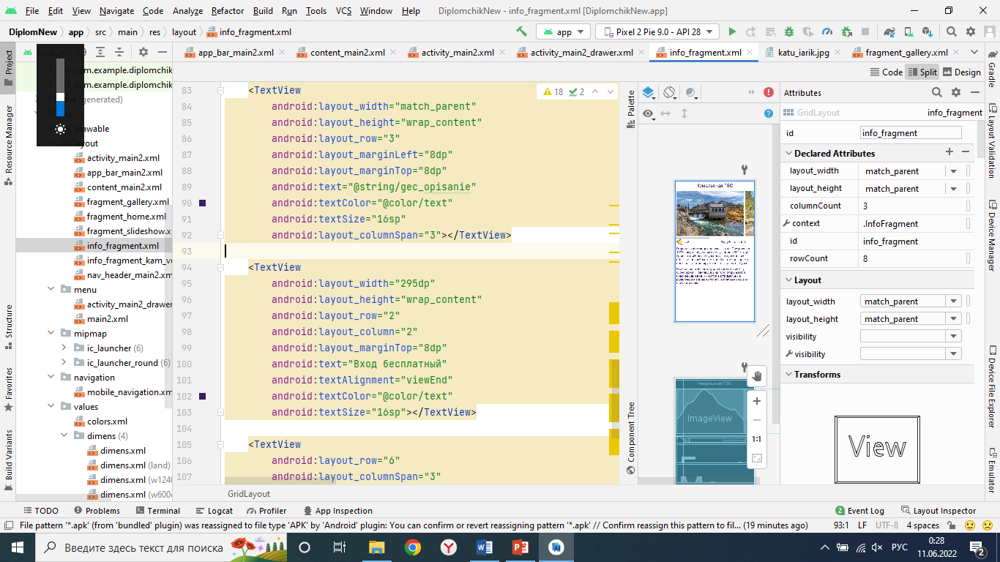 File Edit View Navigate Code Analyze Refactor Build Run Tools VCS Window Help DiplomchikNew - info_fragment.xml [DiplomchikNew.app]
DiplomNew app src main res layout info_fragment.xml app Pixel 2 Pie 9.0 - API 28
app_bar_main2.xml content_main2.xml activity_main2.xml activity_main2_drawer.xml info_fragment.xml katu_iarik.jpg fragment_gallery.xml
Code Split Design
Project
Resource Manager
Structure
Favorites
Build Variants
com.example.diplomchik
com.example.diplomchik
(generated)
drawable
layout
activity_main2.xml
app_bar_main2.xml
content_main2.xml
fragment_gallery.xml
fragment_home.xml
fragment_slideshow.x
info_fragment.xml
info_fragment_kam_v
nav_header_main2.xm
menu
activity_main2_drawer
main2.xml
mipmap
ic_launcher (6)
ic_launcher_round (6)
navigation
mobile_navigation.xm
values
colors.xml
dimens (4)
dimens.xml
dimens.xml (land)
dimens.xml (w1240
dimens.xml (w600d
18 2
83 <TextView
84 android:layout_width="match_parent"
85 android:layout_height="wrap_content"
86 android:layout_row="3"
87 android:layout_marginLeft="8dp"
88 android:layout_marginTop="8dp"
89 android:text="@string/gec_opisanie"
90 android:textColor="@color/text"
91 android:textSize="16sp"
92 android:layout_columnSpan="3"></TextView>
93
94 <TextView
95 android:layout_width="295dp"
96 android:layout_height="wrap_content"
97 android:layout_row="2"
98 android:layout_column="2"
99 android:layout_marginTop="8dp"
100 android:text="Вход бесплатный"
101 android:textAlignment="viewEnd"
102 android:textColor="@color/text"
103 android:textSize="16sp"></TextView>
104
105 <TextView
106 android:layout_row="6"
107 android:layout_columnSpan="3"
GridLayout
Palette
Component Tree
Чемальская ГЭС
Чемальская ГЭС
ImageView
1:1
Attributes
GridLayout info_fragment
id info_fragment
Declared Attributes
layout_width match_parent
layout_height match_parent
columnCount 3
context .InfoFragment
id info_fragment
rowCount 8
Layout
layout_width match_parent
layout_height match_parent
visibility
visibility
Transforms
View
Gradle
Layout Validation
Device Manager
Device File Explorer
Emulator
TODO Problems Terminal Logcat Profiler App Inspection 2 Event Log Layout Inspector
File pattern '*.apk' (from 'bundled' plugin) was reassigned to file type 'APK' by 'Android' plugin: You can confirm or revert reassigning pattern '*.apk' // Confirm reassign this pattern to fil... (19 minutes ago) 93:1 LF UTF-8 4 spaces
Введите здесь текст для поиска РУС 0:28
11.06.2022 2